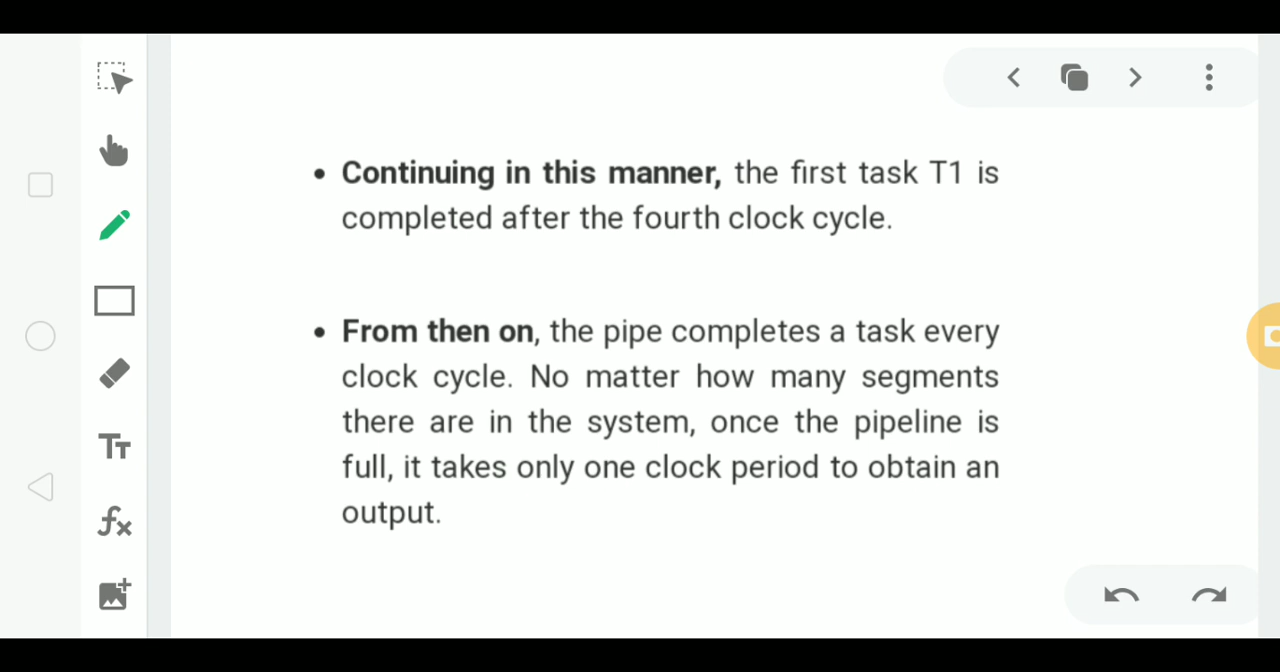 • Continuing in this manner, the first task T1 is
completed after the fourth clock cycle.
• From then on, the pipe completes a task every
clock cycle. No matter how many segments
there are in the system, once the pipeline is
full, it takes only one clock period to obtain an
output.
TT
fx